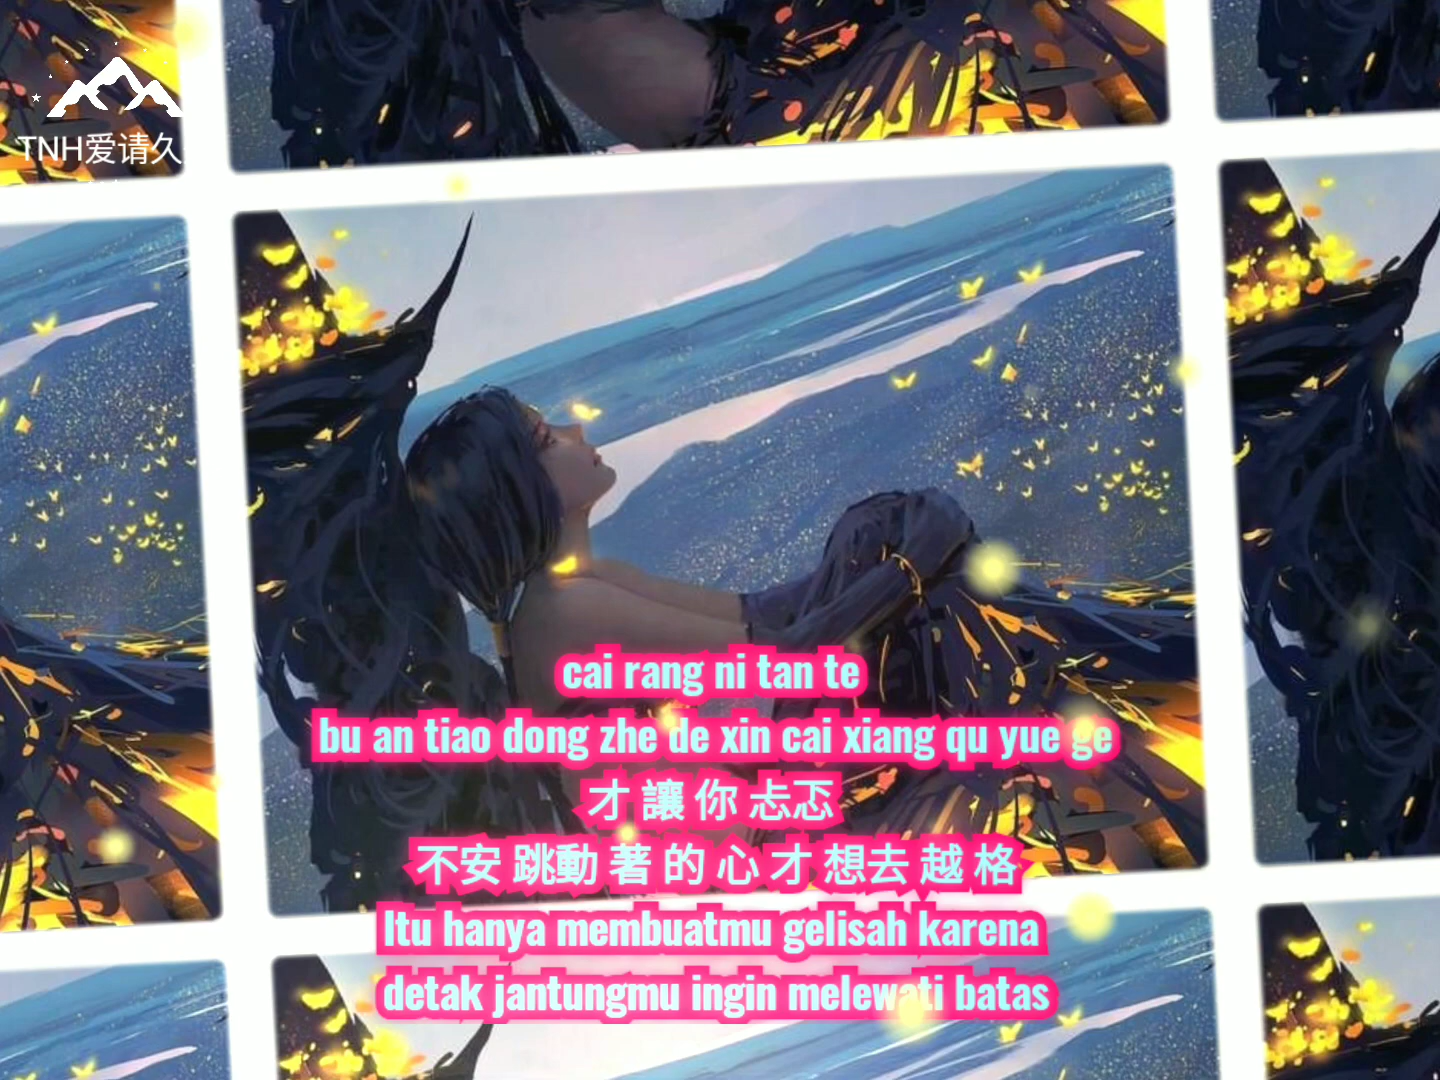 TNH爱请久
cai rang ni tan te
bu an tiao dong zhe de xin cai xiang qu yue ge
才 讓 你 忐忑
不安 跳動 著 的 心 才 想去 越 格
Itu hanya membuatmu gelisah karena
detak jantungmu ingin melewati batas